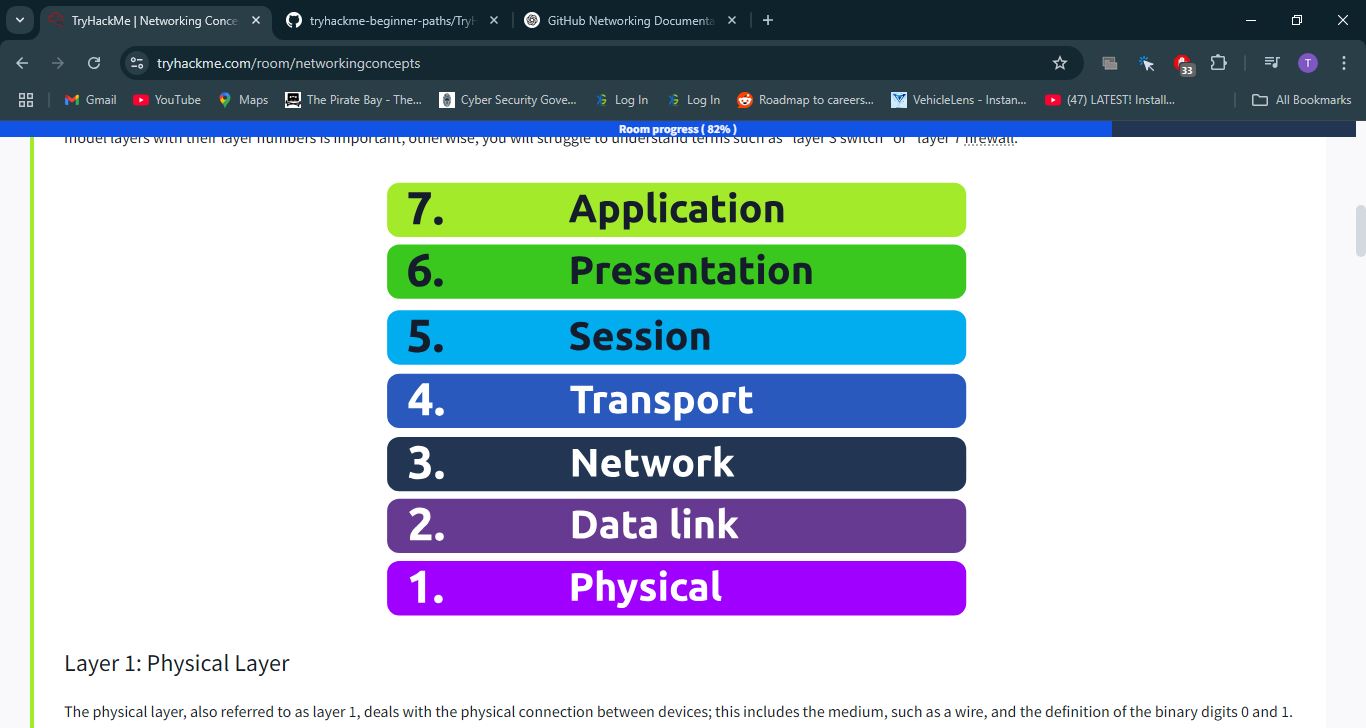 TryHackMe | Networking Conce
tryhackme-beginner-paths/TryH
GitHub Networking Documenta
tryhackme.com/room/networkingconcepts
33
T
Gmail
YouTube
Maps
The Pirate Bay - The...
Cyber Security Gove...
Log In
Log In
Roadmap to careers...
VehicleLens - Instan...
(47) LATEST! Install...
All Bookmarks
Room progress ( 82% )
model layers with their layer numbers is important; otherwise, you will struggle to understand terms such as "layer 3 switch" or "layer 7 firewall."
7. Application
6. Presentation
5. Session
4. Transport
3. Network
2. Data link
1. Physical
Layer 1: Physical Layer
The physical layer, also referred to as layer 1, deals with the physical connection between devices; this includes the medium, such as a wire, and the definition of the binary digits 0 and 1.